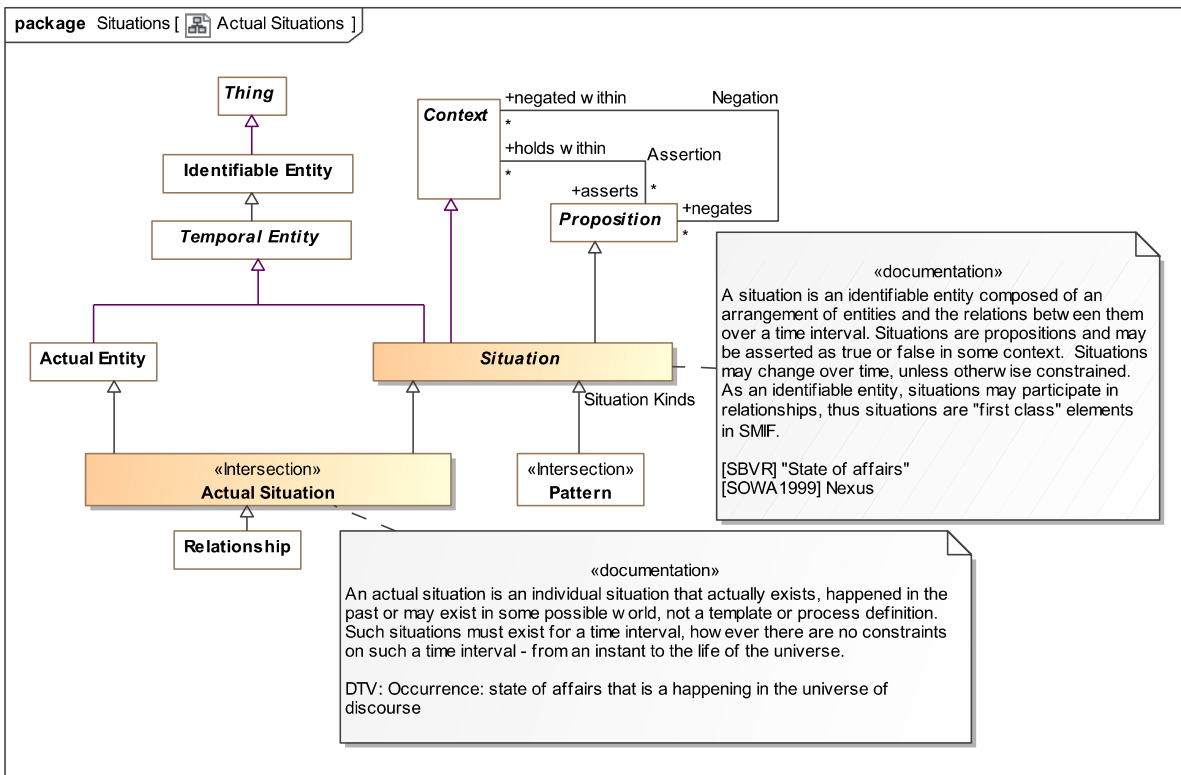 package Situations [ Actual Situations ]
Thing
Identifiable Entity
Temporal Entity
Context
+negated within
Negation
*
+holds within
Assertion
*
+asserts
*
Proposition
+negates
*
Actual Entity
Situation
Situation Kinds
«Intersection»
Actual Situation
«Intersection»
Pattern
Relationship
«documentation»
A situation is an identifiable entity composed of an
arrangement of entities and the relations between them
over a time interval. Situations are propositions and may
be asserted as true or false in some context.  Situations
may change over time, unless otherwise constrained.
As an identifiable entity, situations may participate in
relationships, thus situations are "first class" elements
in SMIF.
[SBVR] "State of affairs"
[SOWA1999] Nexus
«documentation»
An actual situation is an individual situation that actually exists, happened in the
past or may exist in some possible world, not a template or process definition.
Such situations must exist for a time interval, however there are no constraints
on such a time interval - from an instant to the life of the universe.
DTV: Occurrence: state of affairs that is a happening in the universe of
discourse